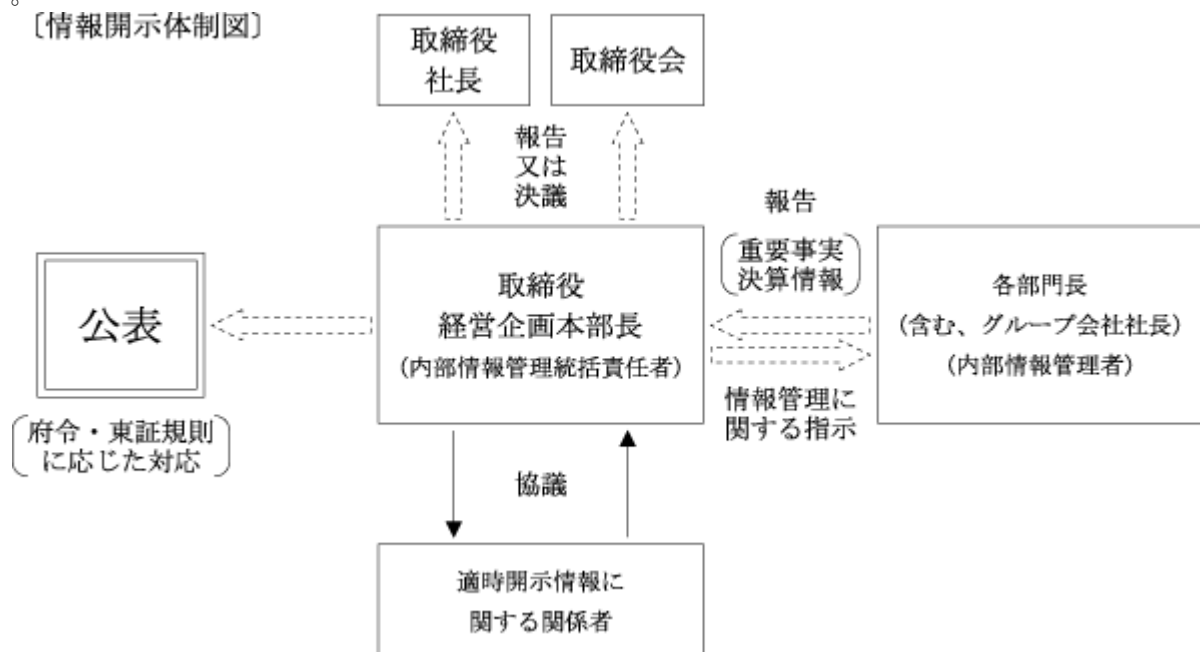 。
〔情報開示体制図〕
取締役
社長
取締役会
報告
又は
決議
報告
重要事実
決算情報
公表
取締役
経営企画本部長
(内部情報管理統括責任者)
各部門長
(含む、グループ会社社長)
(内部情報管理者)
情報管理に
関する指示
府令・東証規則
に応じた対応
協議
適時開示情報に
関する関係者